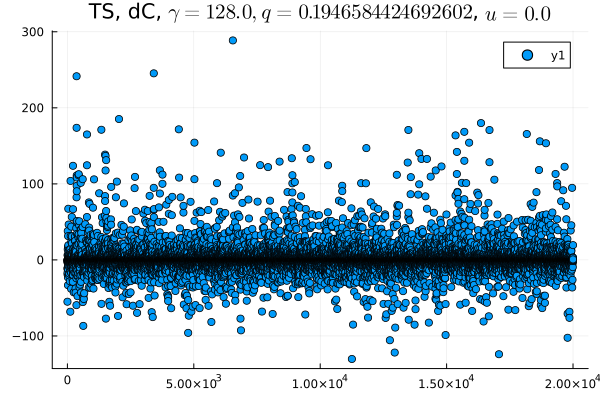 TS, dC, γ = 128.0, q = 0.1946584424692602, u = 0.0
300
y1
200
100
0
−100
0 5.00×10³ 1.00×10⁴ 1.50×10⁴ 2.00×10⁴